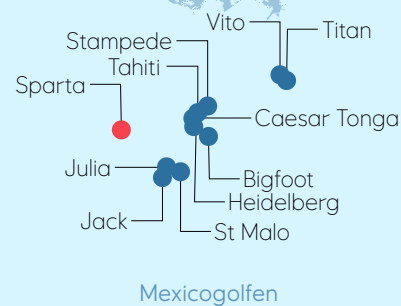 Vito
Titan
Stampede
Tahiti
Sparta
Caesar Tonga
Julia
Bigfoot
Heidelberg
Jack
St Malo
Mexicogolfen